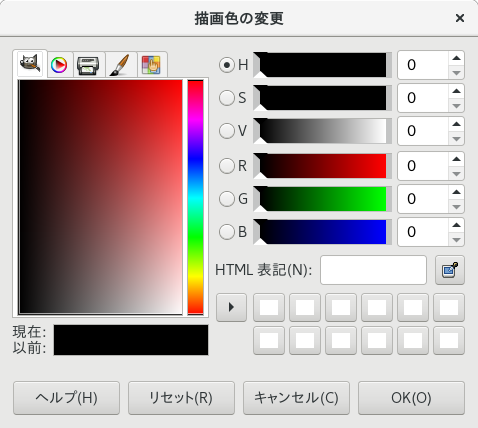 描画色の変更
H 0
S 0
V 0
R 0
G 0
B 0
HTML 表記(N):
現在:
以前:
ヘルプ(H) リセット(R) キャンセル(C) OK(O)